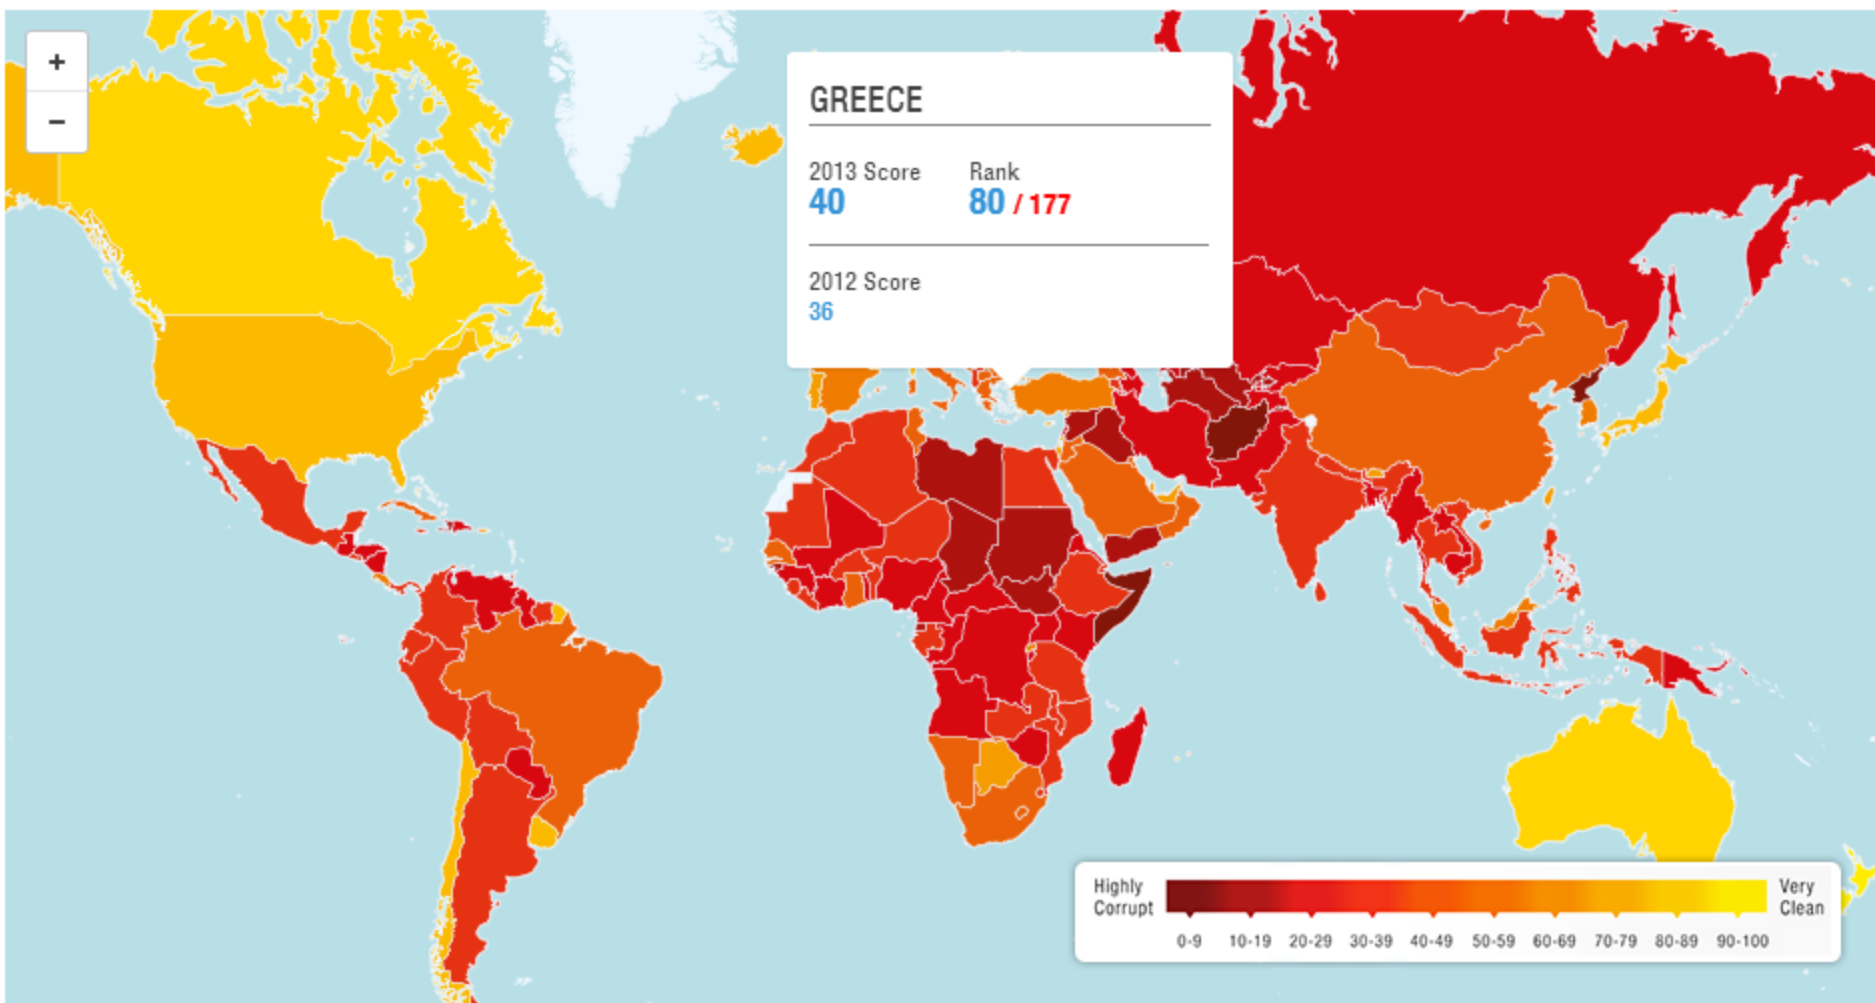 +
−
GREECE
2013 Score Rank
40 80 / 177
2012 Score
36
Highly Corrupt
Very Clean
0-9 10-19 20-29 30-39 40-49 50-59 60-69 70-79 80-89 90-100